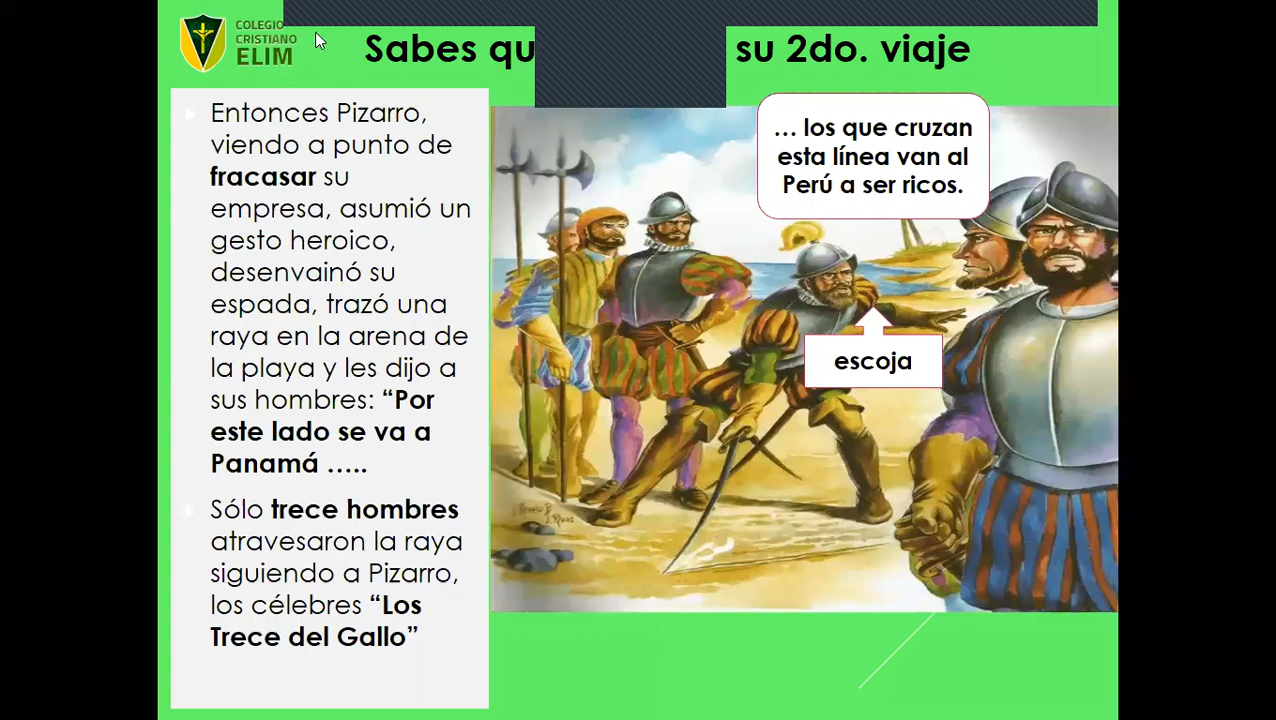 COLEGIO
CRISTIANO
ELIM
Sabes su 2do. viaje
Entonces Pizarro,
viendo a punto de
fracasar su
empresa, asumió un
gesto heroico,
desenvainó su
espada, trazó una
raya en la arena de
la playa y les dijo a
sus hombres: “Por
este lado se va a
Panamá …..
Sólo trece hombres
atravesaron la raya
siguiendo a Pizarro,
los célebres “Los
Trece del Gallo”
… los que cruzan
esta línea van al
Perú a ser ricos.
escoja